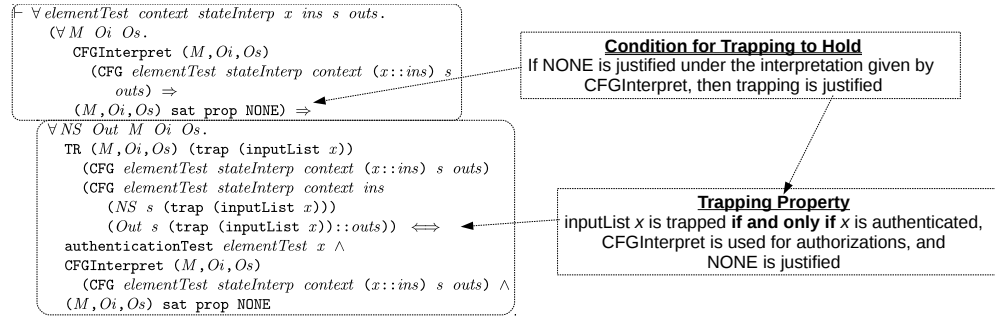 ⊢ ∀ elementTest context stateInterp x ins s outs.
(∀ M Oi Os.
CFGInterpret (M,Oi,Os)
(CFG elementTest stateInterp context (x::ins) s
outs) ⇒
(M,Oi,Os) sat prop NONE) ⇒
∀ NS Out M Oi Os.
TR (M,Oi,Os) (trap (inputList x))
(CFG elementTest stateInterp context (x::ins) s outs)
(CFG elementTest stateInterp context ins
(NS s (trap (inputList x)))
(Out s (trap (inputList x))::outs)) ⟺
authenticationTest elementTest x ∧
CFGInterpret (M,Oi,Os)
(CFG elementTest stateInterp context (x::ins) s outs) ∧
(M,Oi,Os) sat prop NONE
Condition for Trapping to Hold
If NONE is justified under the interpretation given by
CFGInterpret, then trapping is justified
Trapping Property
inputList x is trapped if and only if x is authenticated,
CFGInterpret is used for authorizations, and
NONE is justified